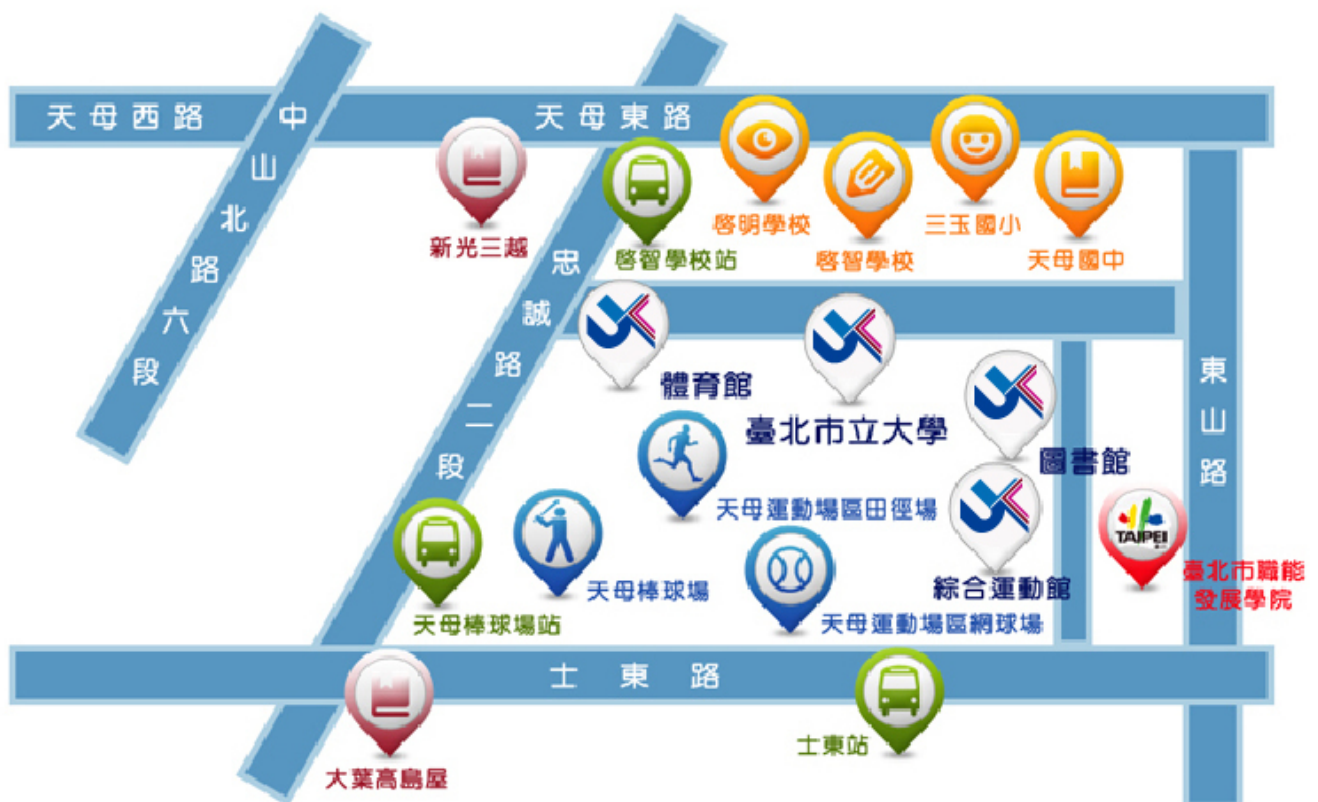 天母西路
天母東路
中山北路六段
新光三越
啓智學校站
啓明學校
啓智學校
三玉國小
天母國中
忠誠路二段
東山路
體育館
臺北市立大學
圖書館
天母運動場區田徑場
綜合運動館
TAIPEI
臺北市職能
發展學院
天母棒球場
天母棒球場站
天母運動場區網球場
士東路
士東站
大葉高島屋